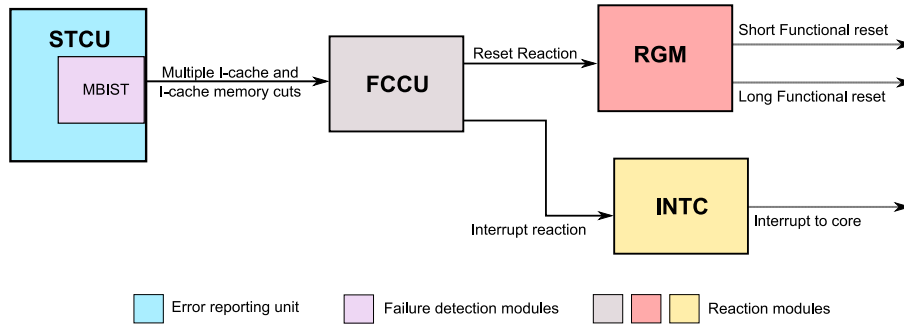 STCU
MBIST
Multiple I-cache and
I-cache memory cuts
FCCU
Reset Reaction
RGM
Short Functional reset
Long Functional reset
Interrupt reaction
INTC
Interrupt to core
Error reporting unit
Failure detection modules
Reaction modules